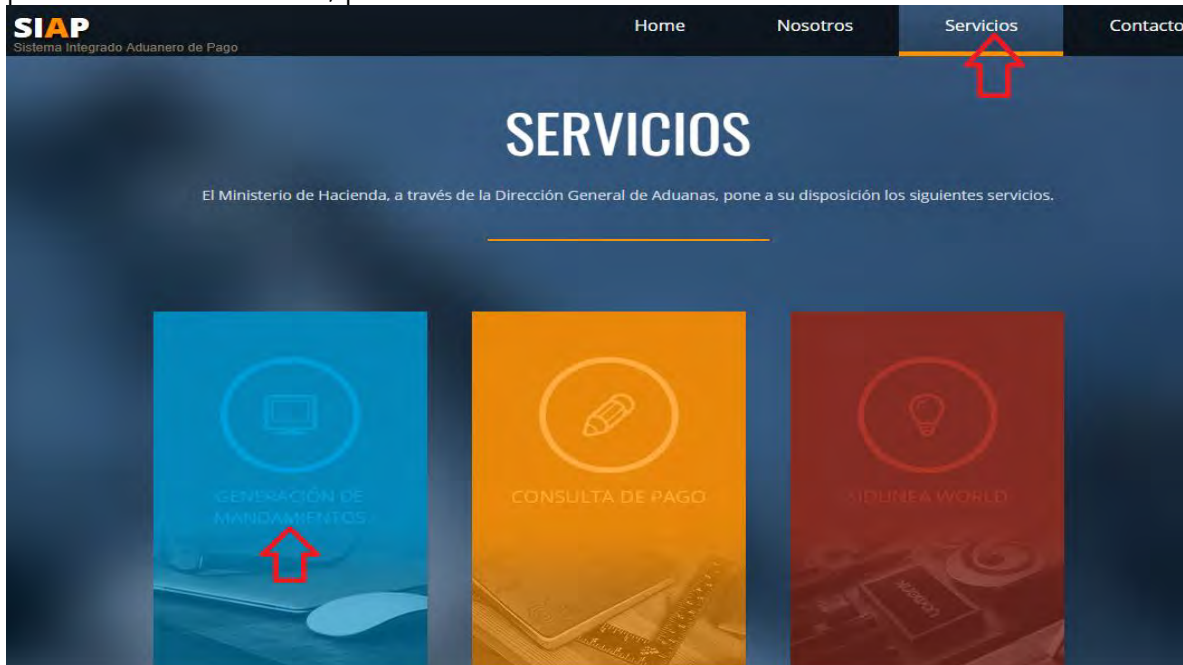 SIAP
Sistema Integrado Aduanero de Pago
Home Nosotros Servicios Contacto
SERVICIOS
El Ministerio de Hacienda, a través de la Dirección General de Aduanas, pone a su disposición los siguientes servicios.
GENERACIÓN DE
MANDAMIENTOS
CONSULTA DE PAGO
SIDUNEA WORLD